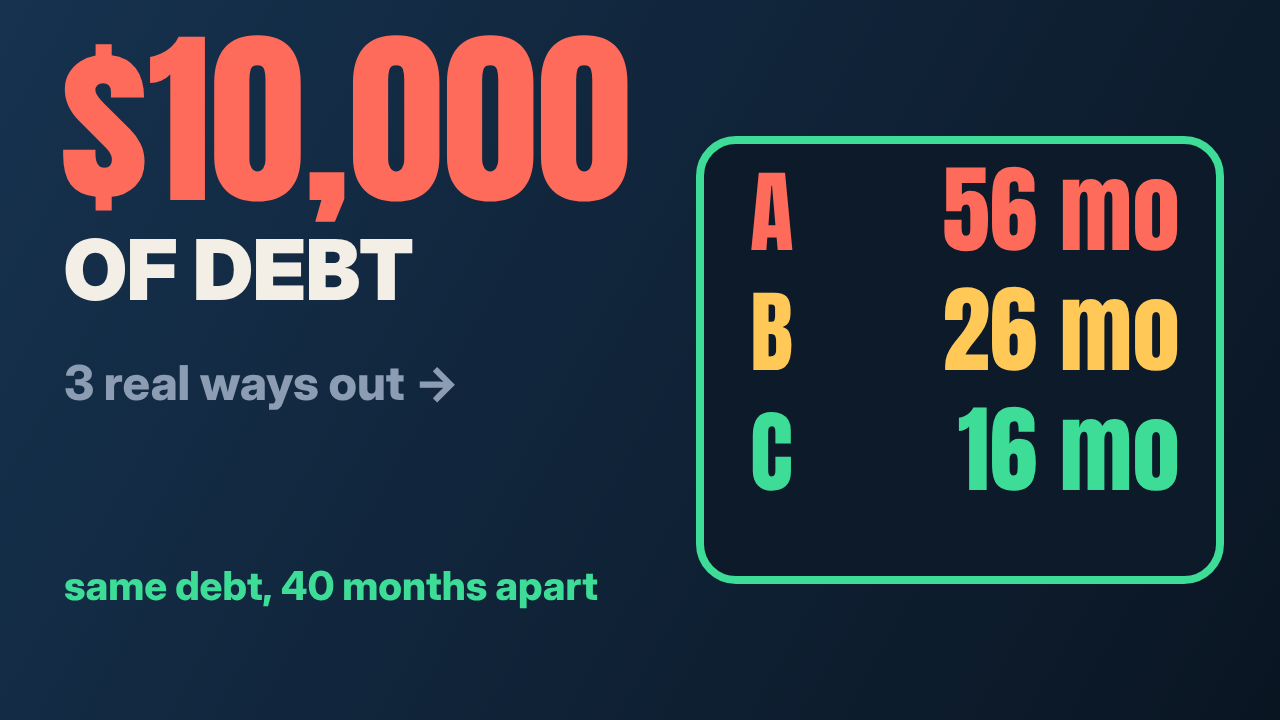 $10,000
OF DEBT
3 real ways out →
same debt, 40 months apart
A 56 mo
B 26 mo
C 16 mo